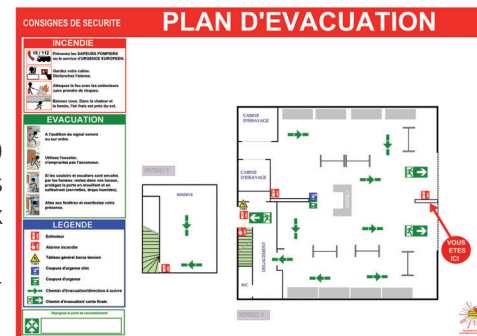 CONSIGNES DE SECURITE
PLAN D'EVACUATION
INCENDIE
18 / 112
Prévenez les SAPEURS POMPIERS
ou le service d'URGENCE EUROPEEN.
Gardez votre calme.
Déclenchez l'alarme.
Attaquez le feu avec les extincteurs
sans prendre de risques.
Baissez vous. Dans la chaleur et
la fumée, l'air frais est près du sol.
EVACUATION
A l'audition du signal sonore
ou sur ordre.
Utilisez l'escalier,
n'empruntez pas l'ascenseur.
Si les couloirs et escaliers sont envahis
par les fumées: restez dans vos locaux,
protégez la porte en mouillant et en
Allez aux fenêtres et manifestez votre
présence.
LEGENDE
Extincteur
Alarme incendie
Tableau général basse tension
Coupure d'urgence clim
Coupure d'urgence
Chemin d'évacuation/direction à suivre
Chemin d'évacuation/ sortie finale
Rejoignez le point de rassemblement
NIVEAU 1
RESERVE
CABINE
D'ESSAYAGE
CABINE
D'ESSAYAGE
DEGAGEMENT
WC
VOUS
ETES
ICI